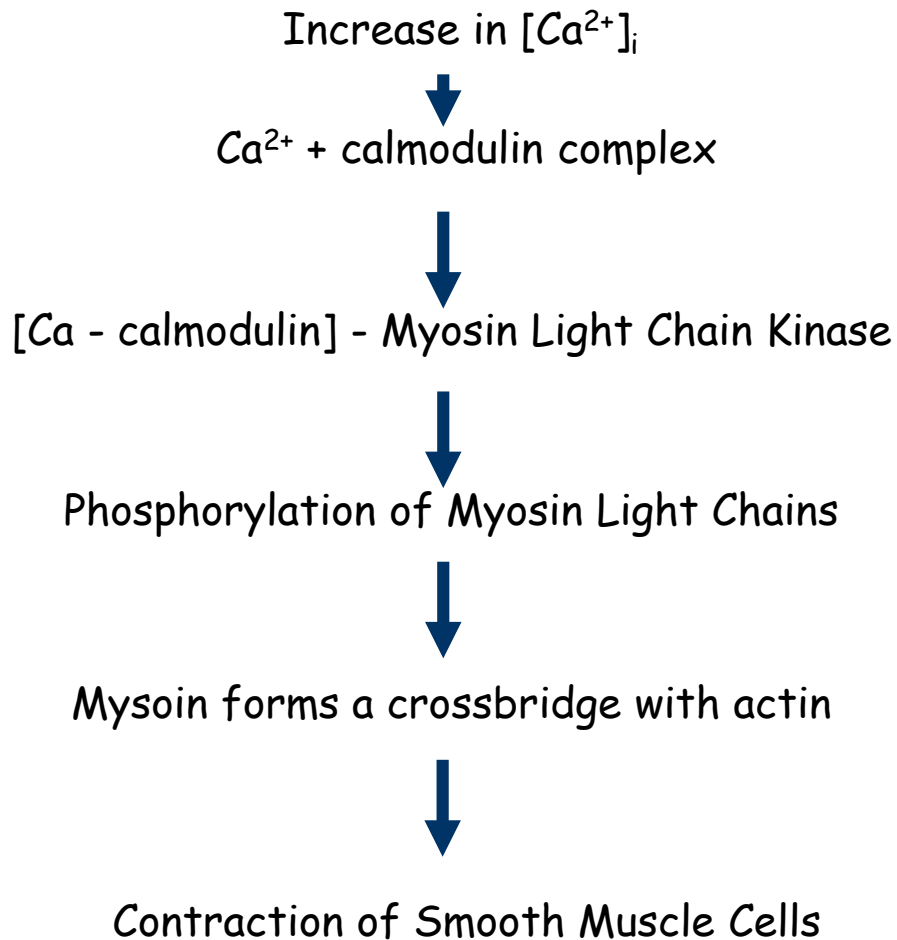 Increase in [Ca²⁺]ᵢ
Ca²⁺ + calmodulin complex
[Ca - calmodulin] - Myosin Light Chain Kinase
Phosphorylation of Myosin Light Chains
Mysoin forms a crossbridge with actin
Contraction of Smooth Muscle Cells